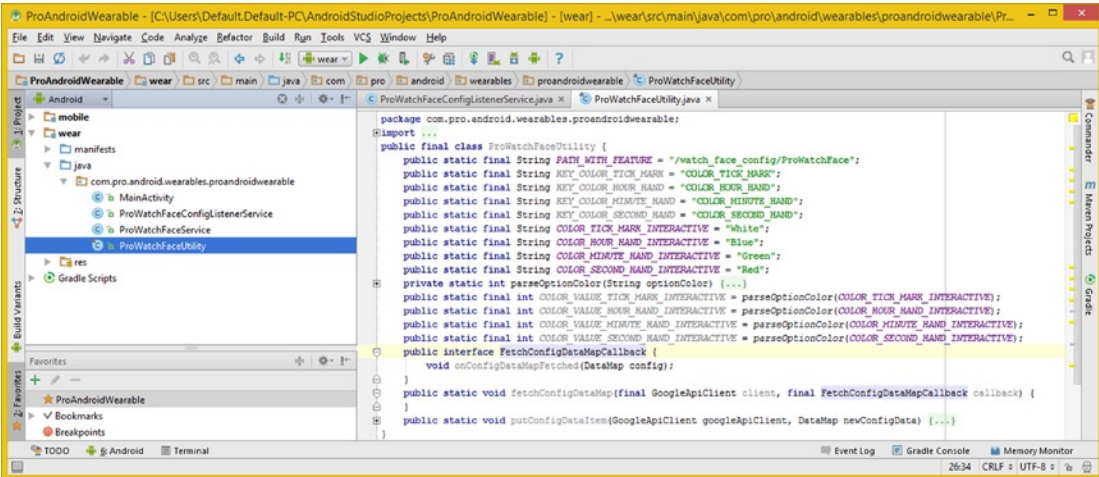 ProAndroidWearable - [C:\Users\Default.Default-PC\AndroidStudioProjects\ProAndroidWearable] - [wear] - ...\wear\src\main\java\com\pro\android\wearables\proandroidwearable\Pr...
File Edit View Navigate Code Analyze Refactor Build Run Tools VCS Window Help
wear
ProAndroidWearable wear src main java com pro android wearables proandroidwearable ProWatchFaceUtility
Android
ProWatchFaceConfigListenerService.java × ProWatchFaceUtility.java ×
1: Project
2: Structure
Build Variants
2: Favorites
mobile
wear
manifests
java
com.pro.android.wearables.proandroidwearable
MainActivity
ProWatchFaceConfigListenerService
ProWatchFaceService
ProWatchFaceUtility
res
Gradle Scripts
Favorites
ProAndroidWearable
Bookmarks
Breakpoints
package com.pro.android.wearables.proandroidwearable;
import ...
public final class ProWatchFaceUtility {
public static final String PATH_WITH_FEATURE = "/watch_face_config/ProWatchFace";
public static final String KEY_COLOR_TICK_MARK = "COLOR_TICK_MARK";
public static final String KEY_COLOR_HOUR_HAND = "COLOR_HOUR_HAND";
public static final String KEY_COLOR_MINUTE_HAND = "COLOR_MINUTE_HAND";
public static final String KEY_COLOR_SECOND_HAND = "COLOR_SECOND_HAND";
public static final String COLOR_TICK_MARK_INTERACTIVE = "White";
public static final String COLOR_HOUR_HAND_INTERACTIVE = "Blue";
public static final String COLOR_MINUTE_HAND_INTERACTIVE = "Green";
public static final String COLOR_SECOND_HAND_INTERACTIVE = "Red";
private static int parseOptionColor(String optionColor) {...}
public static final int COLOR_VALUE_TICK_MARK_INTERACTIVE = parseOptionColor(COLOR_TICK_MARK_INTERACTIVE);
public static final int COLOR_VALUE_HOUR_HAND_INTERACTIVE = parseOptionColor(COLOR_HOUR_HAND_INTERACTIVE);
public static final int COLOR_VALUE_MINUTE_HAND_INTERACTIVE = parseOptionColor(COLOR_MINUTE_HAND_INTERACTIVE);
public static final int COLOR_VALUE_SECOND_HAND_INTERACTIVE = parseOptionColor(COLOR_SECOND_HAND_INTERACTIVE);
public interface FetchConfigDataMapCallback {
void onConfigDataMapFetched(DataMap config);
}
public static void fetchConfigDataMap(final GoogleApiClient client, final FetchConfigDataMapCallback callback) {
}
public static void putConfigDataItem(GoogleApiClient googleApiClient, DataMap newConfigData) {...}
}
Commander
Maven Projects
Gradle
TODO 6: Android Terminal Event Log Gradle Console Memory Monitor
26:34 CRLF UTF-8